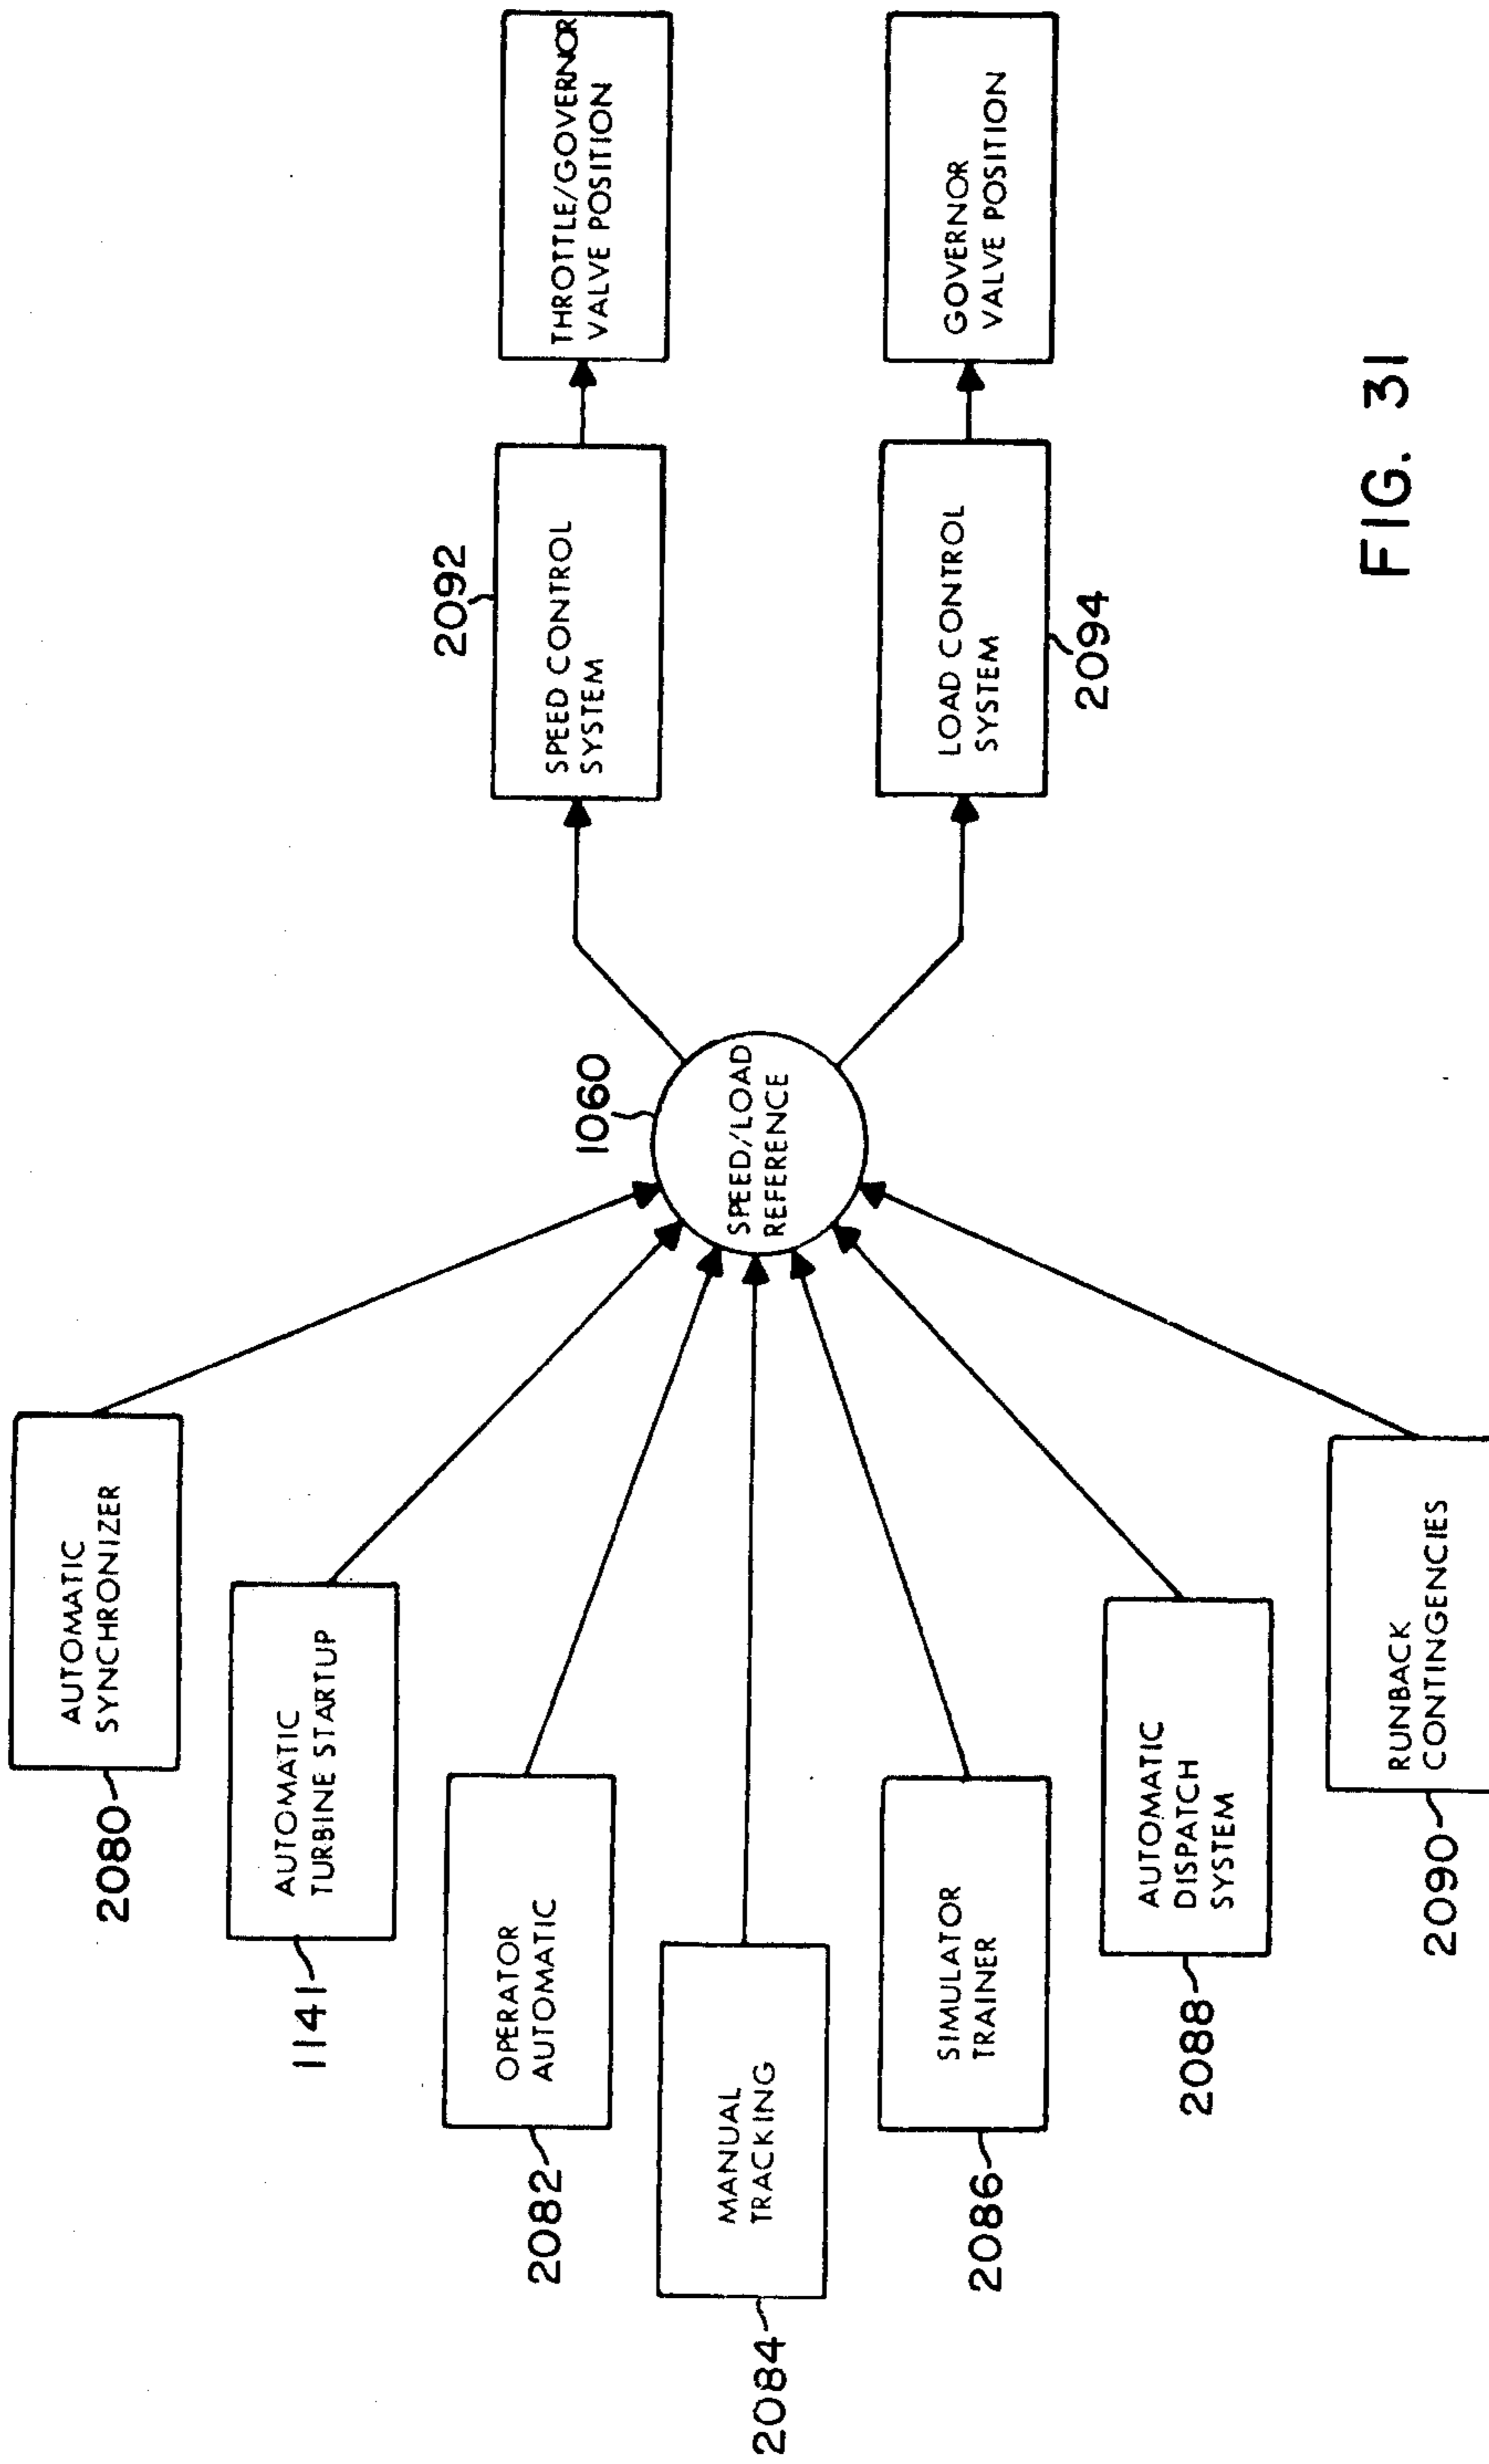 2080
AUTOMATIC
SYNCHRONIZER
1141
AUTOMATIC
TURBINE STARTUP
2082
OPERATOR
AUTOMATIC
2084
MANUAL
TRACKING
2086
SIMULATOR
TRAINER
2088
AUTOMATIC
DISPATCH
SYSTEM
2090
RUNBACK
CONTINGENCIES
1060
SPEED/LOAD
REFERENCE
2092
SPEED CONTROL
SYSTEM
THROTTLE/GOVERNOR
VALVE POSITION
LOAD CONTROL
SYSTEM
2094
GOVERNOR
VALVE POSITION
FIG. 31